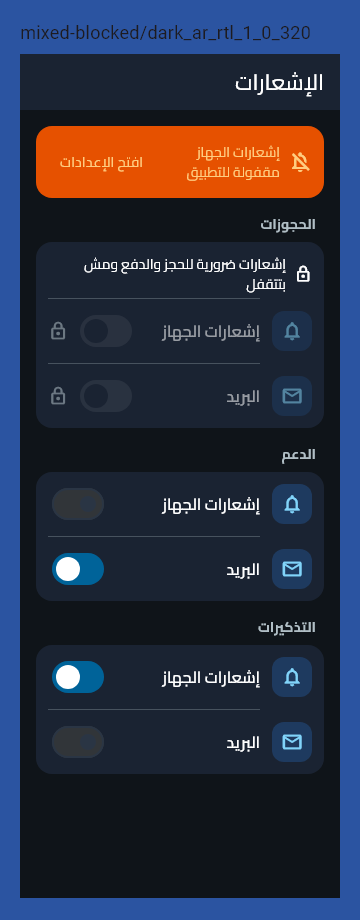 mixed-blocked/dark_ar_rtl_1_0_320
الإشعارات
إشعارات الجهاز
مقفولة للتطبيق
افتح الإعدادات
الحجوزات
إشعارات ضرورية للحجز والدفع ومش
بتتقفل
إشعارات الجهاز
البريد
الدعم
إشعارات الجهاز
البريد
التذكيرات
إشعارات الجهاز
البريد